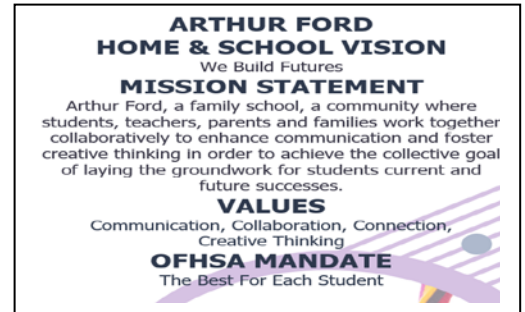 ARTHUR FORD
HOME & SCHOOL VISION
We Build Futures
MISSION STATEMENT
Arthur Ford, a family school, a community where
students, teachers, parents and families work together
collaboratively to enhance communication and foster
creative thinking in order to achieve the collective goal
of laying the groundwork for students current and
future successes.
VALUES
Communication, Collaboration, Connection,
Creative Thinking
OFHSA MANDATE
The Best For Each Student